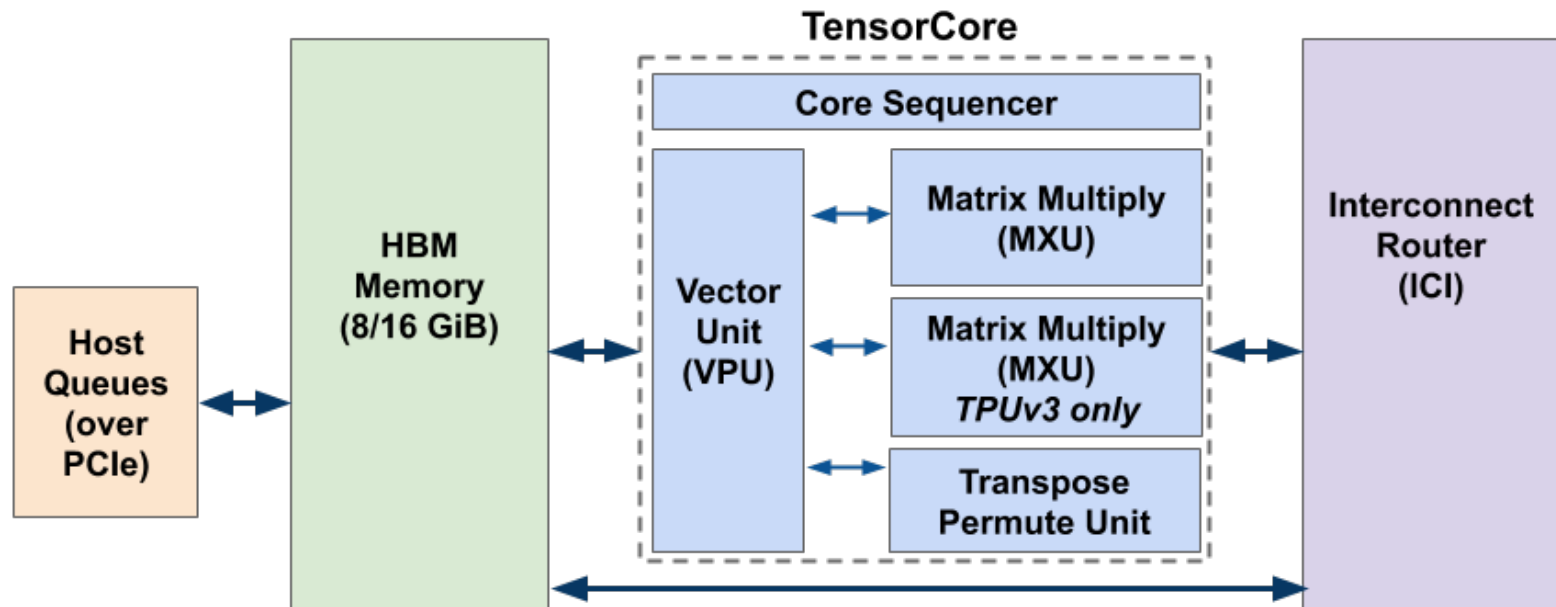 TensorCore
Core Sequencer
Host
Queues
(over
PCIe)
HBM
Memory
(8/16 GiB)
Vector
Unit
(VPU)
Matrix Multiply
(MXU)
Matrix Multiply
(MXU)
TPUv3 only
Transpose
Permute Unit
Interconnect
Router
(ICI)